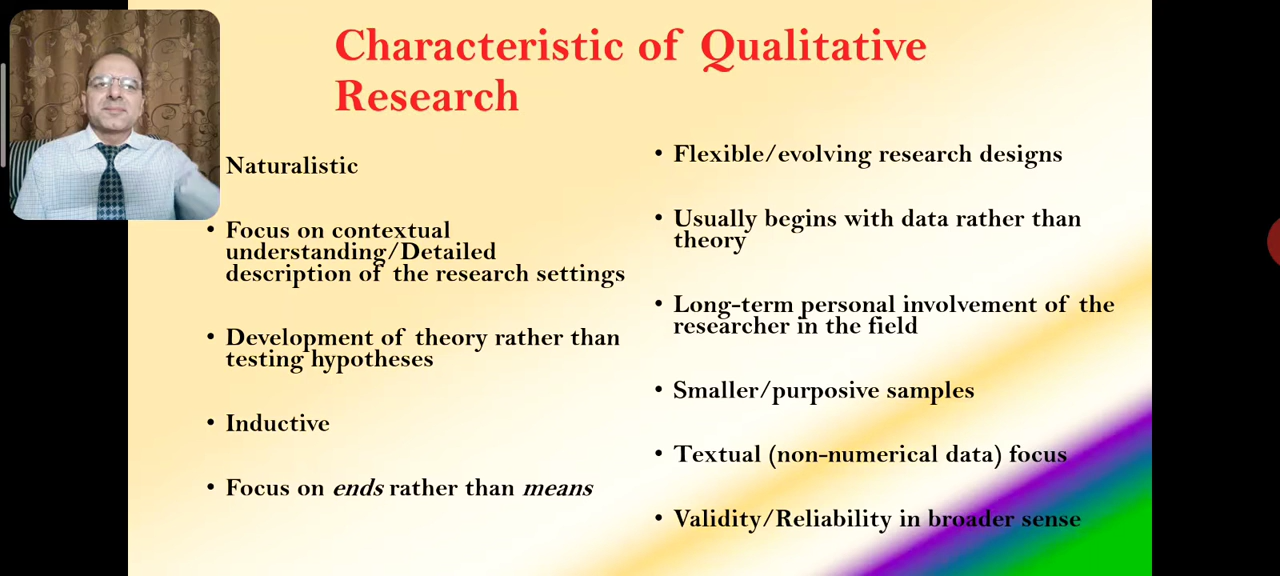 Characteristic of Qualitative
Research
Naturalistic
• Focus on contextual
understanding/Detailed
description of the research settings
• Development of theory rather than
testing hypotheses
• Inductive
• Focus on ends rather than means
• Flexible/evolving research designs
• Usually begins with data rather than
theory
• Long-term personal involvement of the
researcher in the field
• Smaller/purposive samples
• Textual (non-numerical data) focus
• Validity/Reliability in broader sense